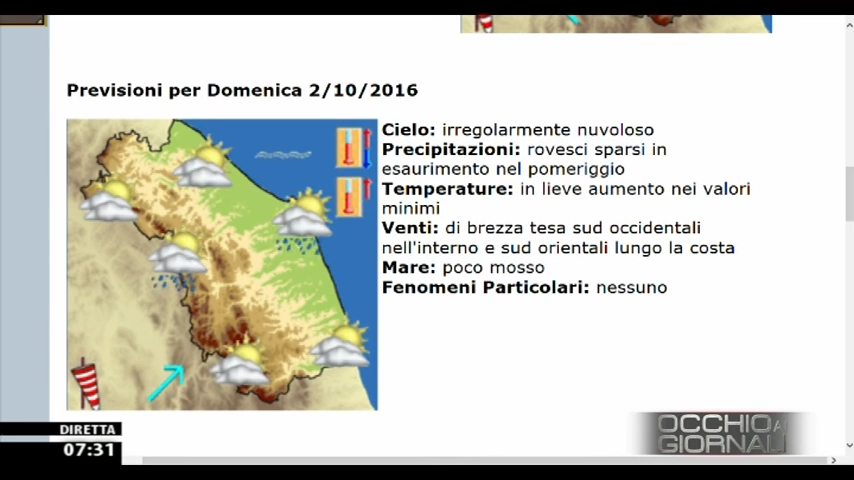 Previsioni per Domenica 2/10/2016
Cielo: irregolarmente nuvoloso
Precipitazioni: rovesci sparsi in
esaurimento nel pomeriggio
Temperature: in lieve aumento nei valori
minimi
Venti: di brezza tesa sud occidentali
nell'interno e sud orientali lungo la costa
Mare: poco mosso
Fenomeni Particolari: nessuno
DIRETTA
07:31
OCCHIO AI
GIORNALI